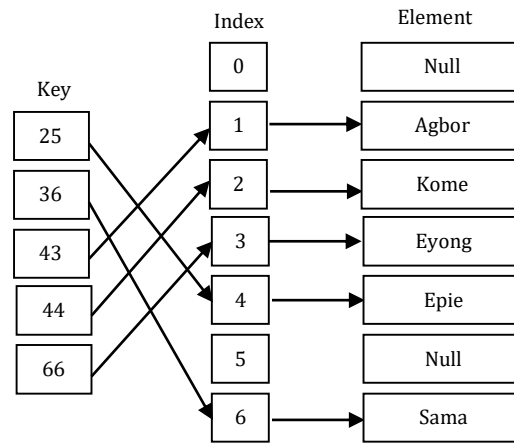 Index Element
0 Null
Key
1 Agbor
25
2 Kome
36
3 Eyong
43
4 Epie
44
5 Null
66
6 Sama